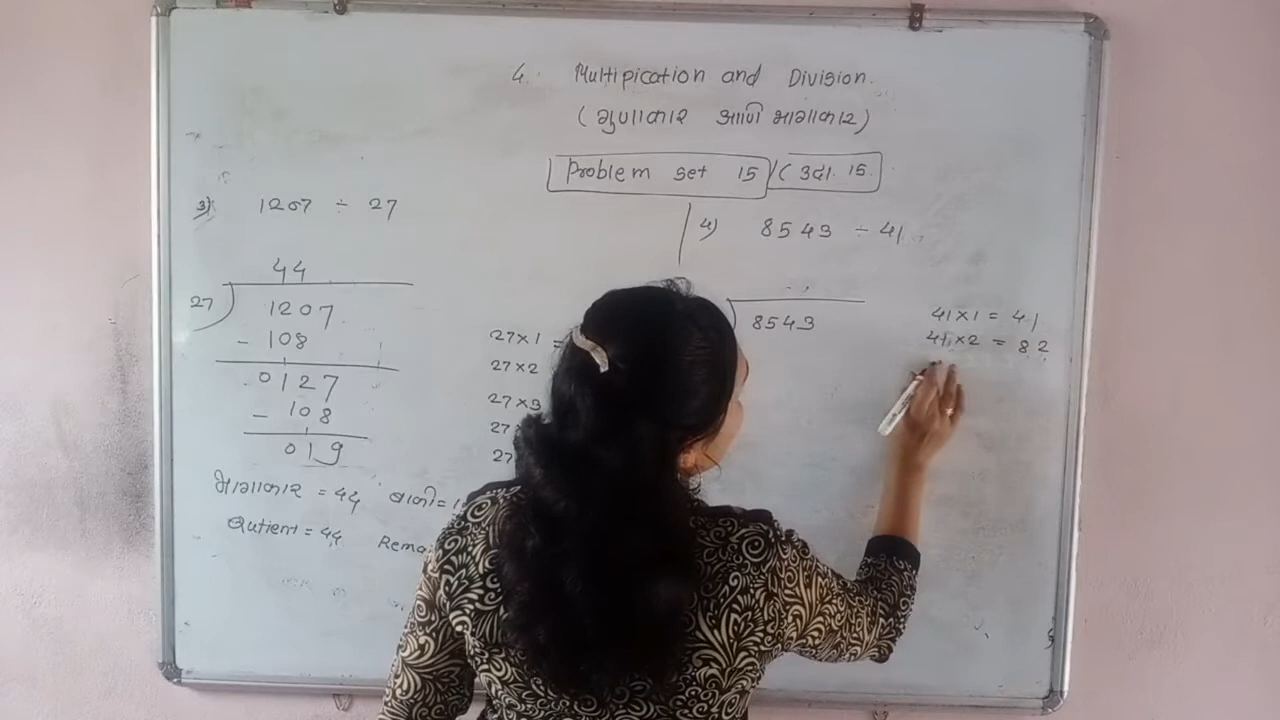 4. Multipication and Division.
(गुणाकार आणि भागाकार)
Problem set 15 / (उदा. 15.
3) 1207 ÷ 27
44
27 1207
- 108
0127
- 108
019
भागाकार = 44 बाकी = 1
Qutient = 44 Rema
27 × 1 =
27 × 2
27 × 3
27
27
4) 8543 ÷ 41
8543
41 × 1 = 41
41 × 2 = 82